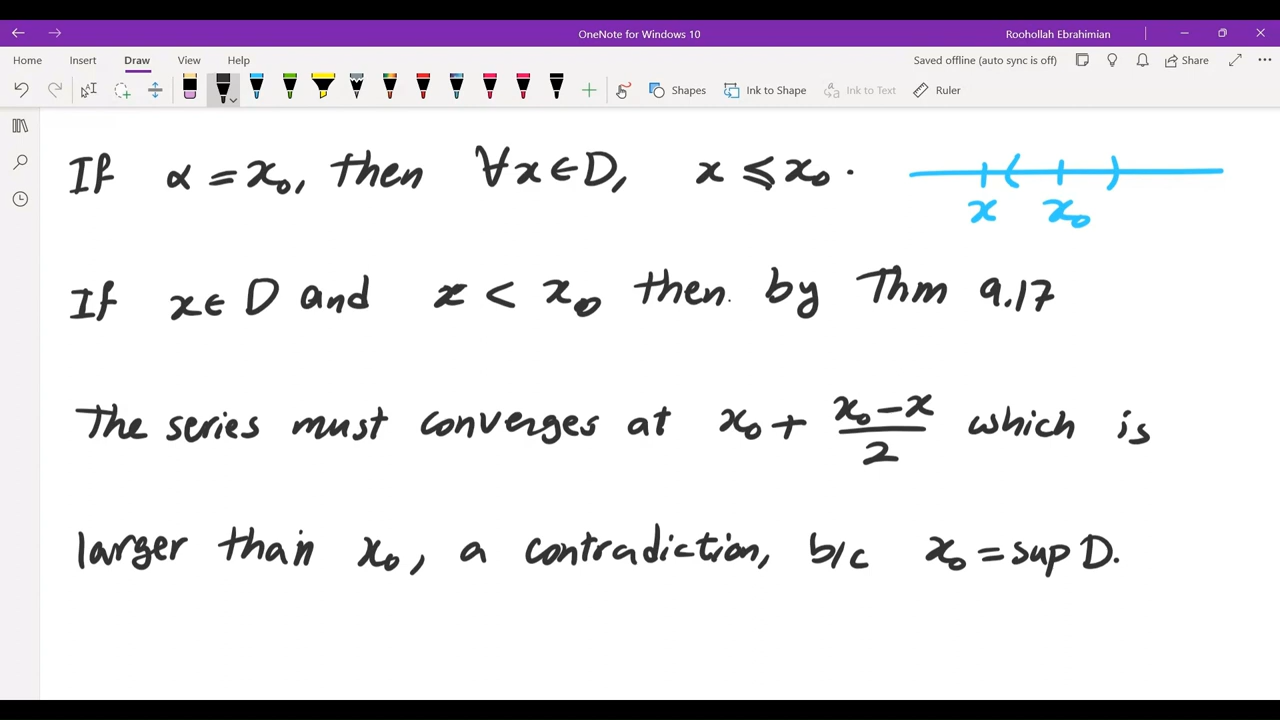 OneNote for Windows 10
Roohollah Ebrahimian
Home Insert Draw View Help
Saved offline (auto sync is off)
Share
Shapes
Ink to Shape
Ink to Text
Ruler
If α = x₀, then ∀x∈D, x ⩽ x₀.
x x₀
If x∈D and x < x₀ then. by Thm 9.17
The series must converges at x₀ + (x₀ − x)/2 which is
larger than x₀, a contradiction, b/c x₀ = sup D.